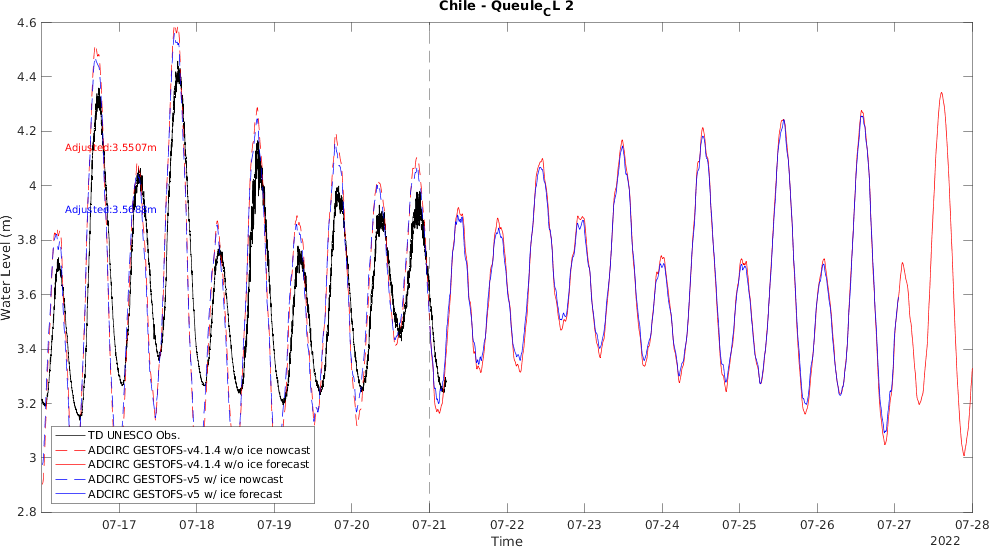 Chile - QueuleCL 2
4.6
4.4
4.2
4
3.8
3.6
3.4
3.2
3
2.8
Water Level (m)
Adjusted:3.5507m
Adjusted:3.5688m
TD UNESCO Obs.
ADCIRC GESTOFS-v4.1.4 w/o ice nowcast
ADCIRC GESTOFS-v4.1.4 w/o ice forecast
ADCIRC GESTOFS-v5 w/ ice nowcast
ADCIRC GESTOFS-v5 w/ ice forecast
07-17 07-18 07-19 07-20 07-21 07-22 07-23 07-24 07-25 07-26 07-27 07-28
Time
2022